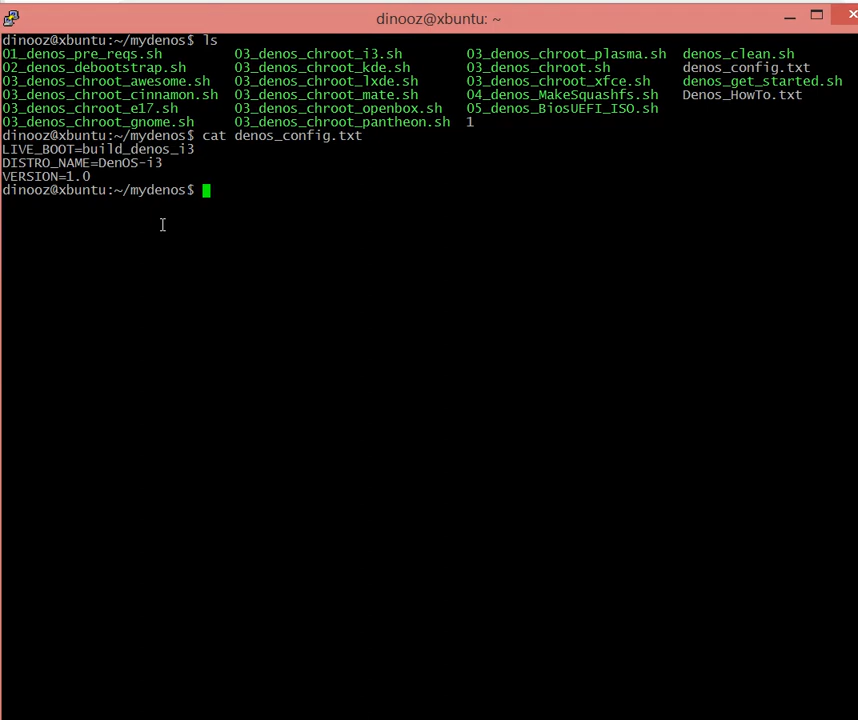 dinooz@xbuntu: ~
dinooz@xbuntu:~/mydenos$ ls
01_denos_pre_reqs.sh 03_denos_chroot_i3.sh 03_denos_chroot_plasma.sh denos_clean.sh
02_denos_debootstrap.sh 03_denos_chroot_kde.sh 03_denos_chroot.sh denos_config.txt
03_denos_chroot_awesome.sh 03_denos_chroot_lxde.sh 03_denos_chroot_xfce.sh denos_get_started.sh
03_denos_chroot_cinnamon.sh 03_denos_chroot_mate.sh 04_denos_MakeSquashfs.sh Denos_HowTo.txt
03_denos_chroot_e17.sh 03_denos_chroot_openbox.sh 05_denos_BiosUEFI_ISO.sh
03_denos_chroot_gnome.sh 03_denos_chroot_pantheon.sh 1
dinooz@xbuntu:~/mydenos$ cat denos_config.txt
LIVE_BOOT=build_denos_i3
DISTRO_NAME=DenOS-i3
VERSION=1.0
dinooz@xbuntu:~/mydenos$